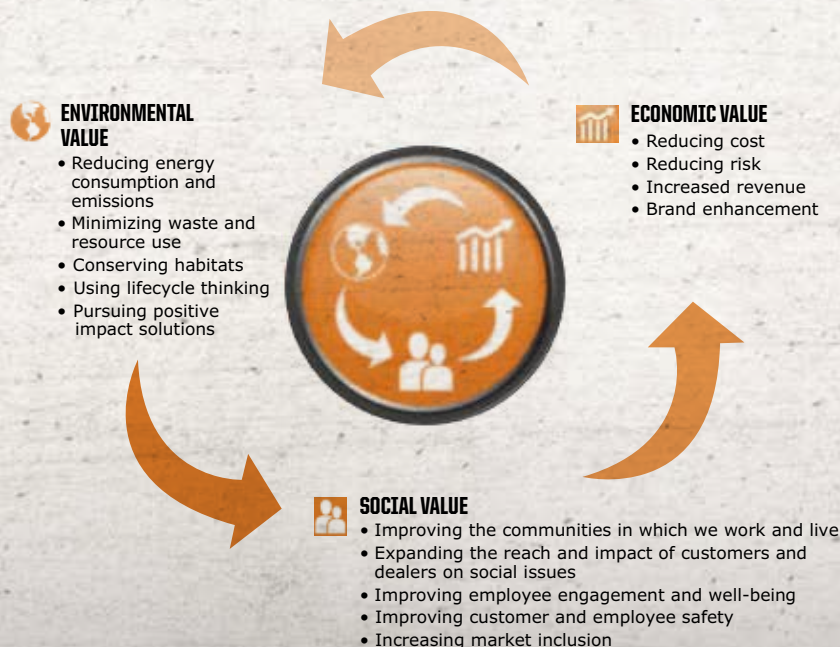 ENVIRONMENTAL
VALUE
• Reducing energy
consumption and
emissions
• Minimizing waste and
resource use
• Conserving habitats
• Using lifecycle thinking
• Pursuing positive
impact solutions
ECONOMIC VALUE
• Reducing cost
• Reducing risk
• Increased revenue
• Brand enhancement
SOCIAL VALUE
• Improving the communities in which we work and live
• Expanding the reach and impact of customers and
dealers on social issues
• Improving employee engagement and well-being
• Improving customer and employee safety
• Increasing market inclusion